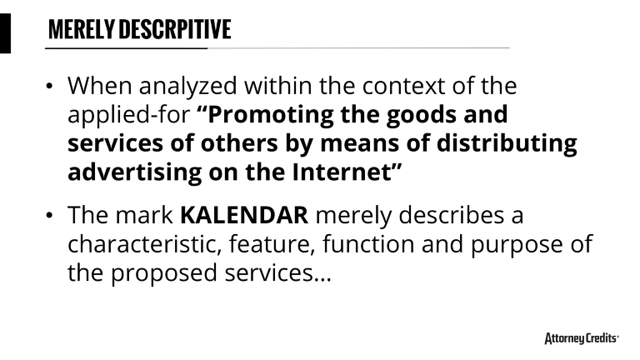 MERELY DESCRPITIVE
• When analyzed within the context of the
applied-for “Promoting the goods and
services of others by means of distributing
advertising on the Internet”
• The mark KALENDAR merely describes a
characteristic, feature, function and purpose of
the proposed services...
AttorneyCredits